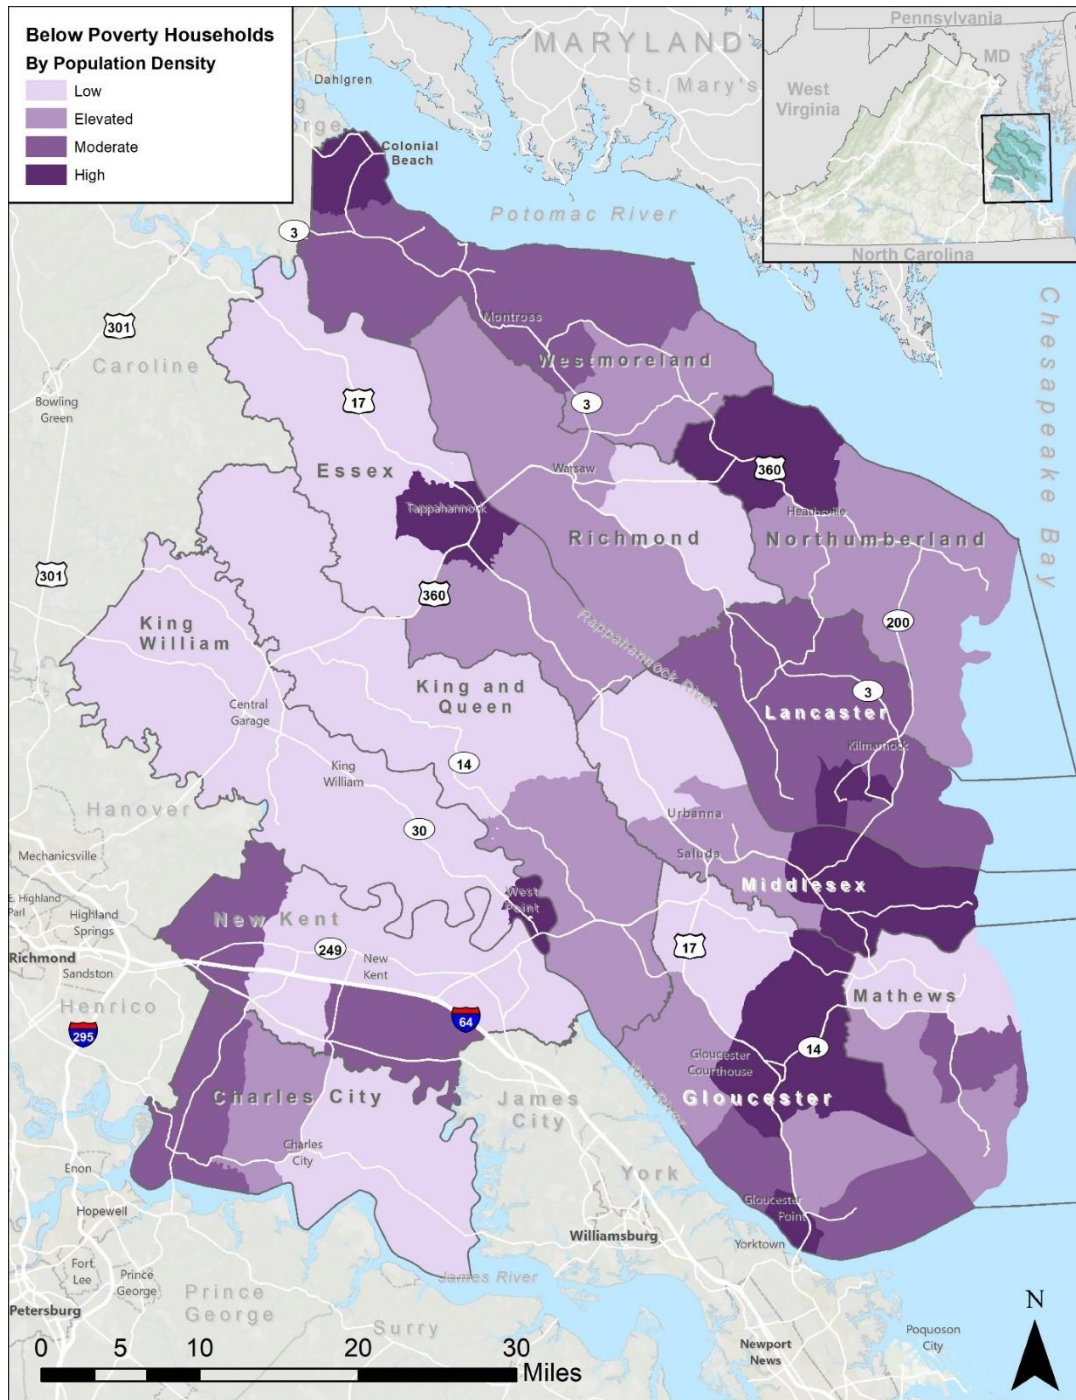 Below Poverty Households
By Population Density
Low
Elevated
Moderate
High
MARYLAND
St. Mary's
Dahlgren
orge
Colonial
Beach
Potomac River
Pennsylvania
MD
West
Virginia
North Carolina
3
301
Caroline
Bowling
Green
17
Montross
Westmoreland
3
Chesapeake Bay
Essex
Warsaw
360
Tappahannock
Heathsville
Richmond
Northumberland
301
360
King
William
Rappahannock River
200
King and
Queen
3
Lancaster
Central
Garage
Kilmarnock
King
William
14
Hanover
30
Urbanna
Mechanicsville
Saluda
E. Highland
Parl
Highland
Springs
West
Point
Middlesex
New Kent
249
New
Kent
17
Richmond
Sandston
Mathews
Henrico
64
295
14
Gloucester
Courthouse
York River
Charles City
James
City
Gloucester
Charles
City
Enon
York
Gloucester
Point
Hopewell
Williamsburg
Yorktown
Fort
Lee
Prince
George
James River
Petersburg
Prince
George
Surry
N
Poquoson
City
Newport
News
0 5 10 20 30
Miles